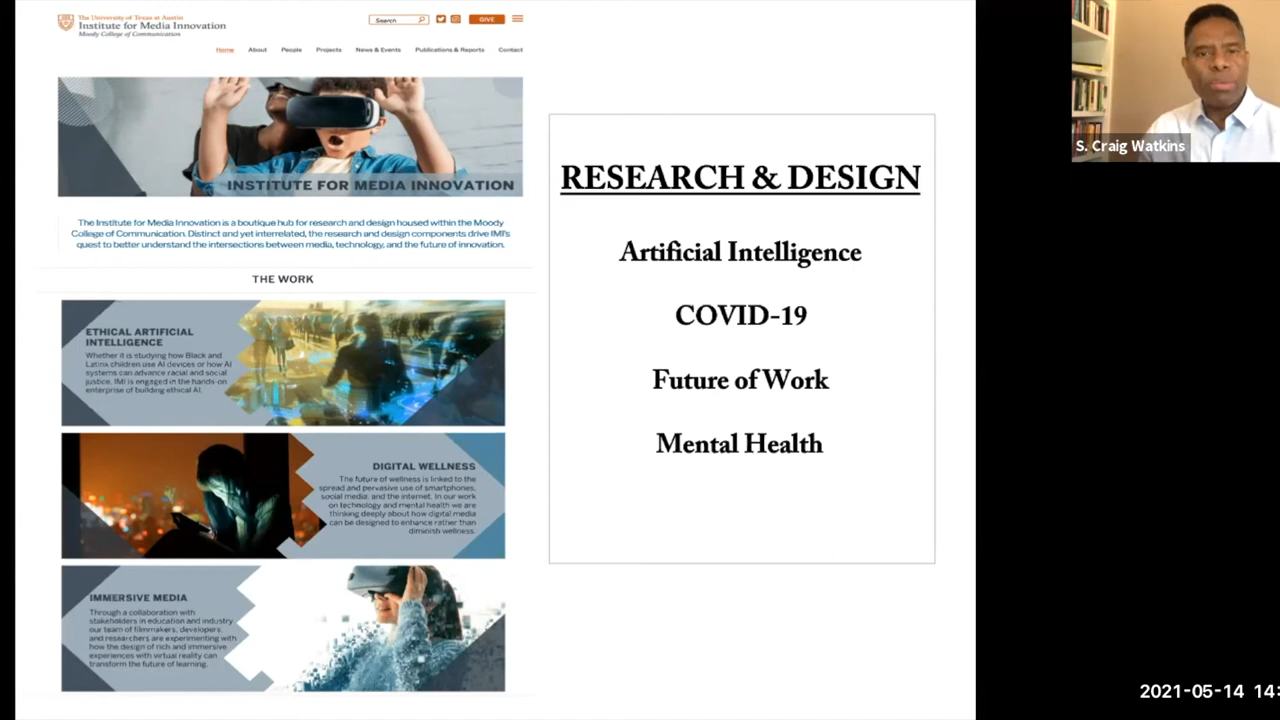 The University of Texas at Austin
Institute for Media Innovation
Moody College of Communication
Search
GIVE
Home About People Projects News & Events Publications & Reports Contact
INSTITUTE FOR MEDIA INNOVATION
The Institute for Media Innovation is a boutique hub for research and design housed within the Moody
College of Communication. Distinct and yet interrelated, the research and design components drive IMI's
quest to better understand the intersections between media, technology, and the future of innovation.
THE WORK
ETHICAL ARTIFICIAL
INTELLIGENCE
Whether it is studying how Black and
Latinx children use AI devices or how AI
systems can advance racial and social
justice, IMI is engaged in the hands-on
enterprise of building ethical AI.
DIGITAL WELLNESS
The future of wellness is linked to the
spread and pervasive use of smartphones,
social media, and the internet. In our work
on technology and mental health we are
thinking deeply about how digital media
can be designed to enhance rather than
diminish wellness.
IMMERSIVE MEDIA
Through a collaboration with
stakeholders in education and industry
our team of filmmakers, developers,
and researchers are experimenting with
how the design of rich and immersive
experiences with virtual reality can
transform the future of learning.
RESEARCH & DESIGN
Artificial Intelligence
COVID-19
Future of Work
Mental Health
S. Craig Watkins
2021-05-14 14: